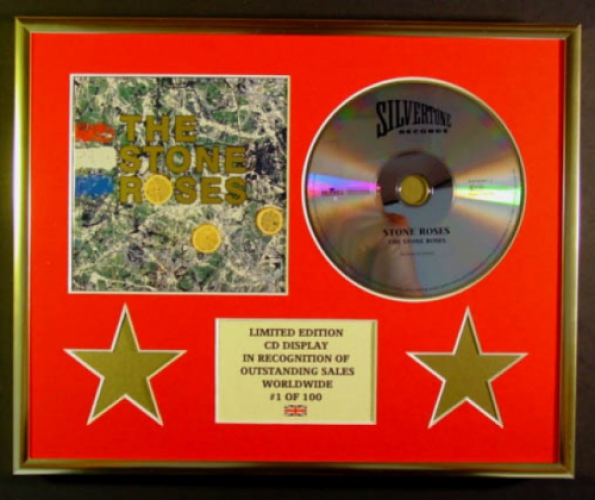 THE
STONE
ROSES
SILVERTONE
RECORDS
STONE ROSES
THE STONE ROSES
LIMITED EDITION
CD DISPLAY
IN RECOGNITION OF
OUTSTANDING SALES
WORLDWIDE
#1 OF 100